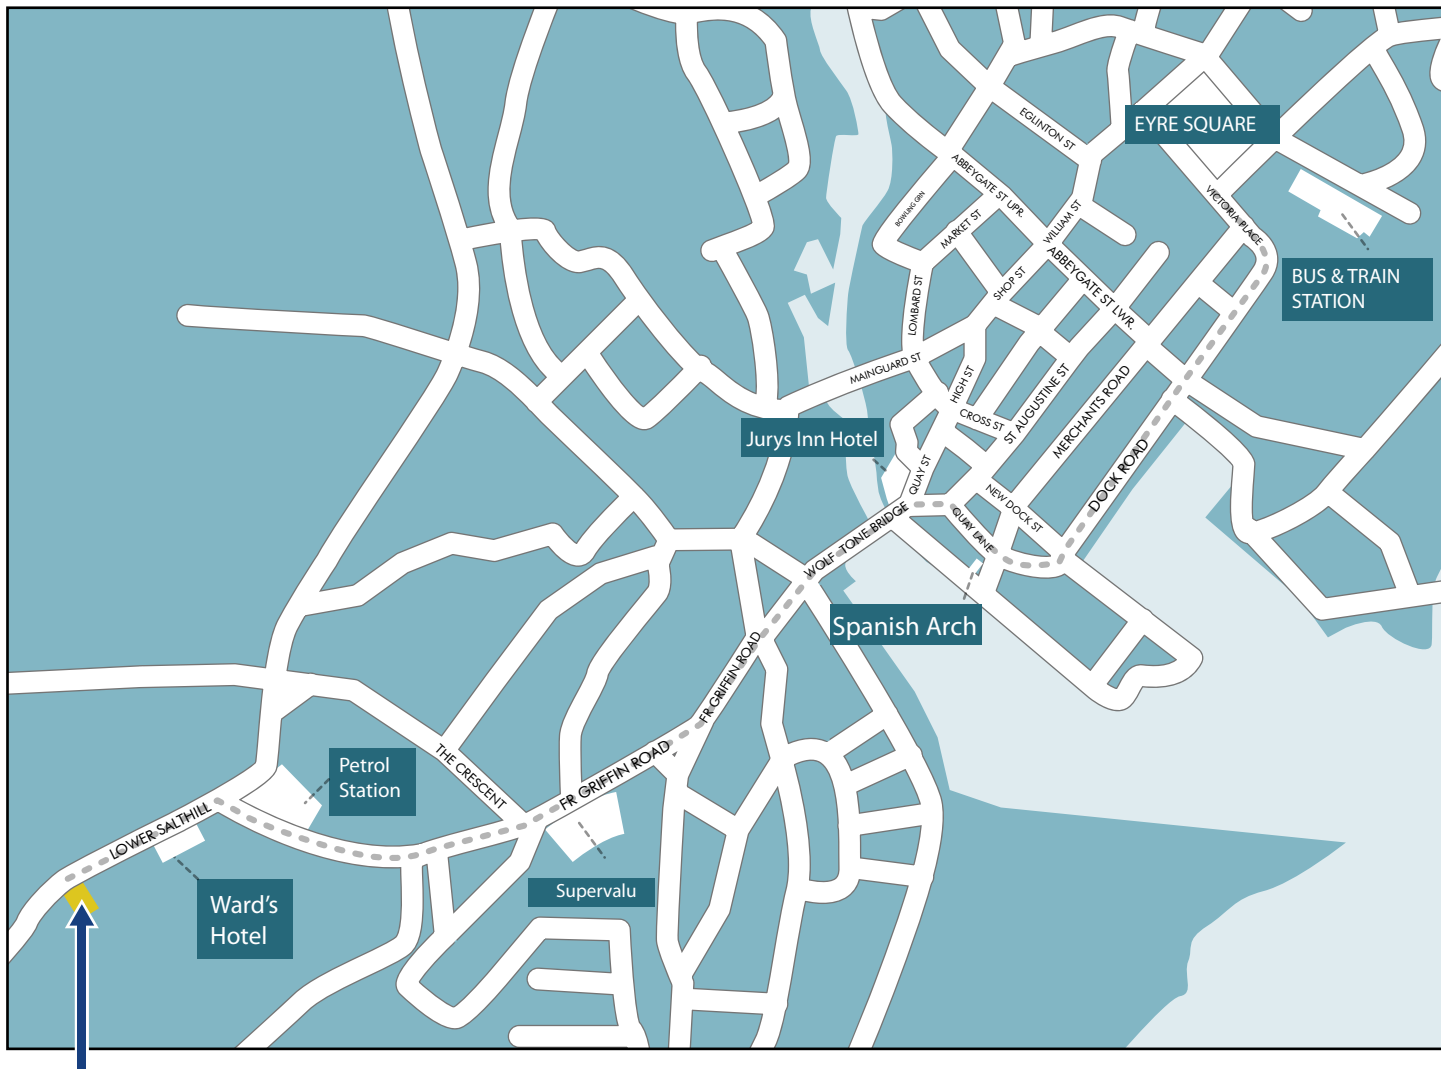 EGLINTON ST
EYRE SQUARE
ABBEYGATE ST UPR.
BOWLING GRN
MARKET ST
WILLIAM ST
VICTORIA PLACE
BUS & TRAIN
STATION
SHOP ST
ABBEYGATE ST LWR.
LOMBARD ST
MAINGUARD ST
HIGH ST
CROSS ST
ST AUGUSTINE ST
MERCHANTS ROAD
Jurys Inn Hotel
QUAY ST
DOCK ROAD
NEW DOCK ST
QUAY LANE
WOLF TONE BRIDGE
Spanish Arch
FR GRIFFIN ROAD
FR GRIFFIN ROAD
THE CRESCENT
Petrol
Station
LOWER SALTHILL
Supervalu
Ward's
Hotel